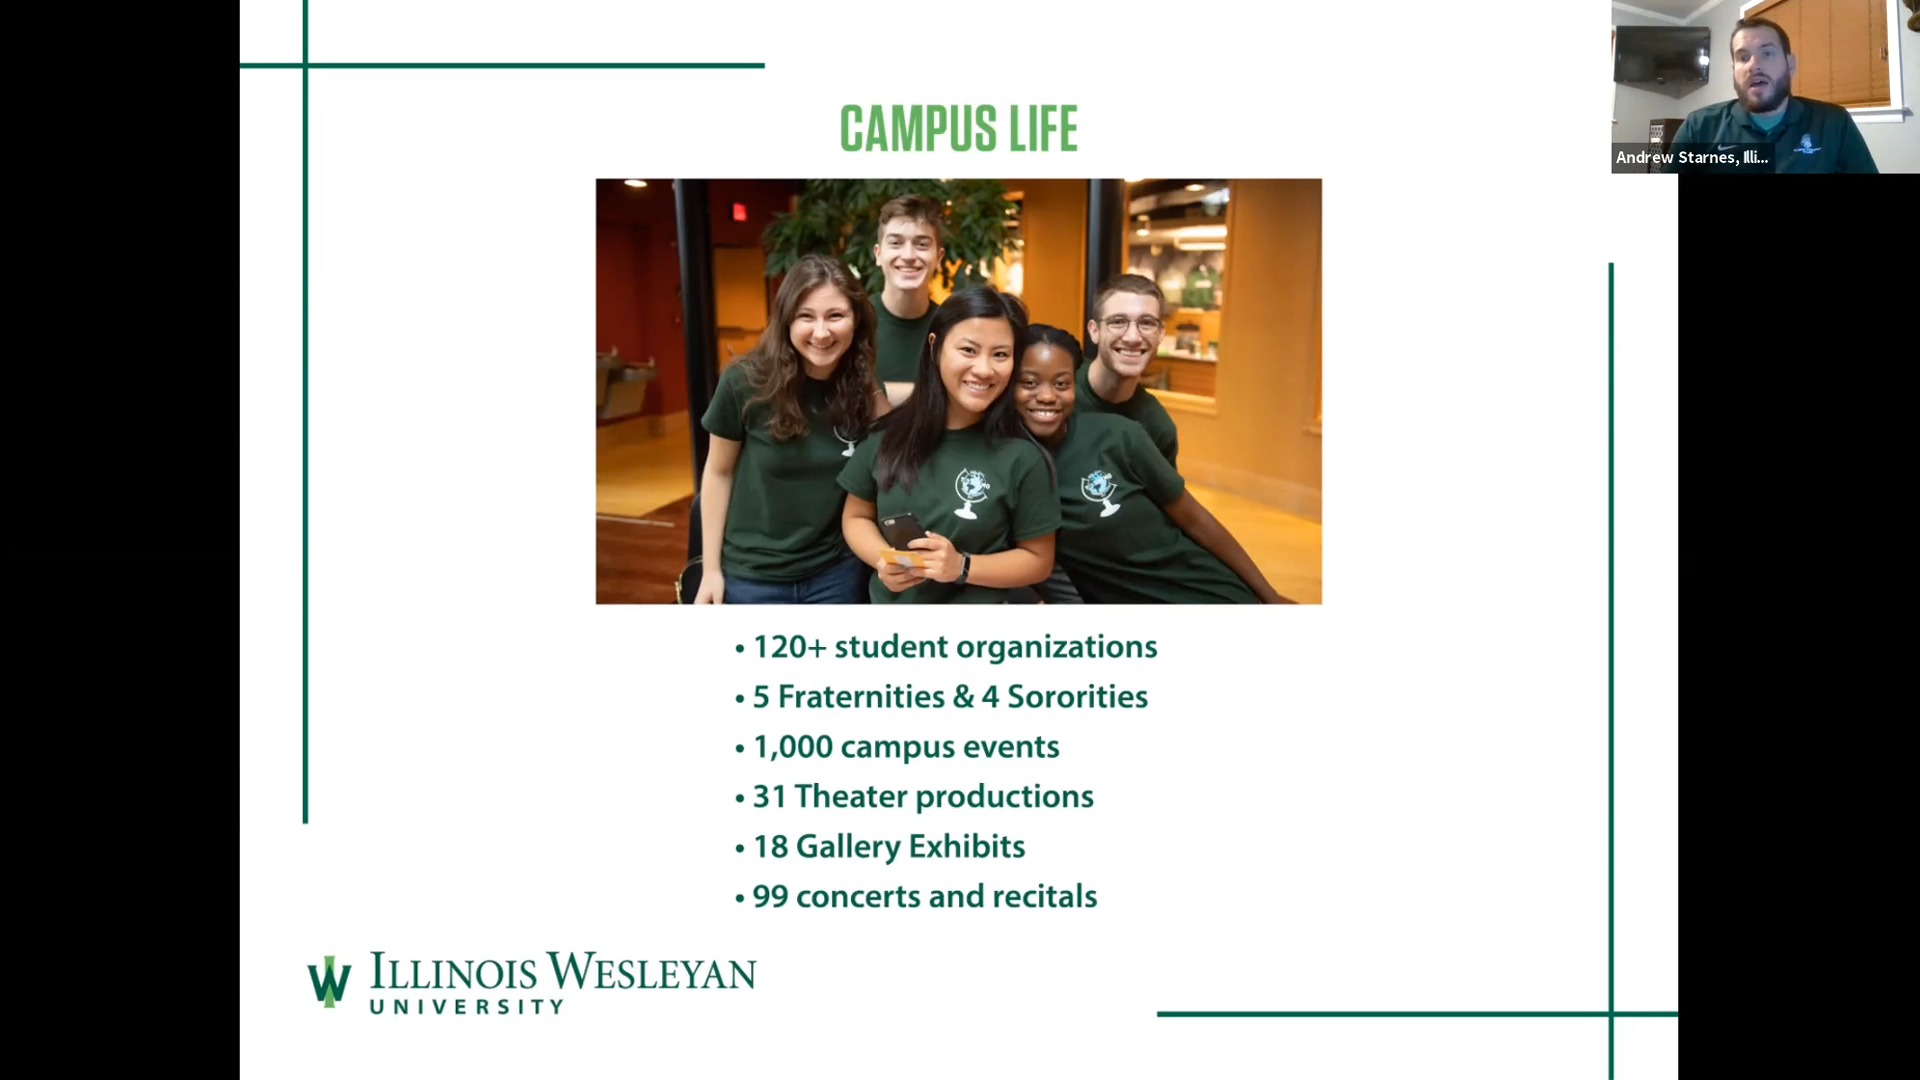 CAMPUS LIFE
Andrew Starnes, Illi...
• 120+ student organizations
• 5 Fraternities & 4 Sororities
• 1,000 campus events
• 31 Theater productions
• 18 Gallery Exhibits
• 99 concerts and recitals
ILLINOIS WESLEYAN
UNIVERSITY